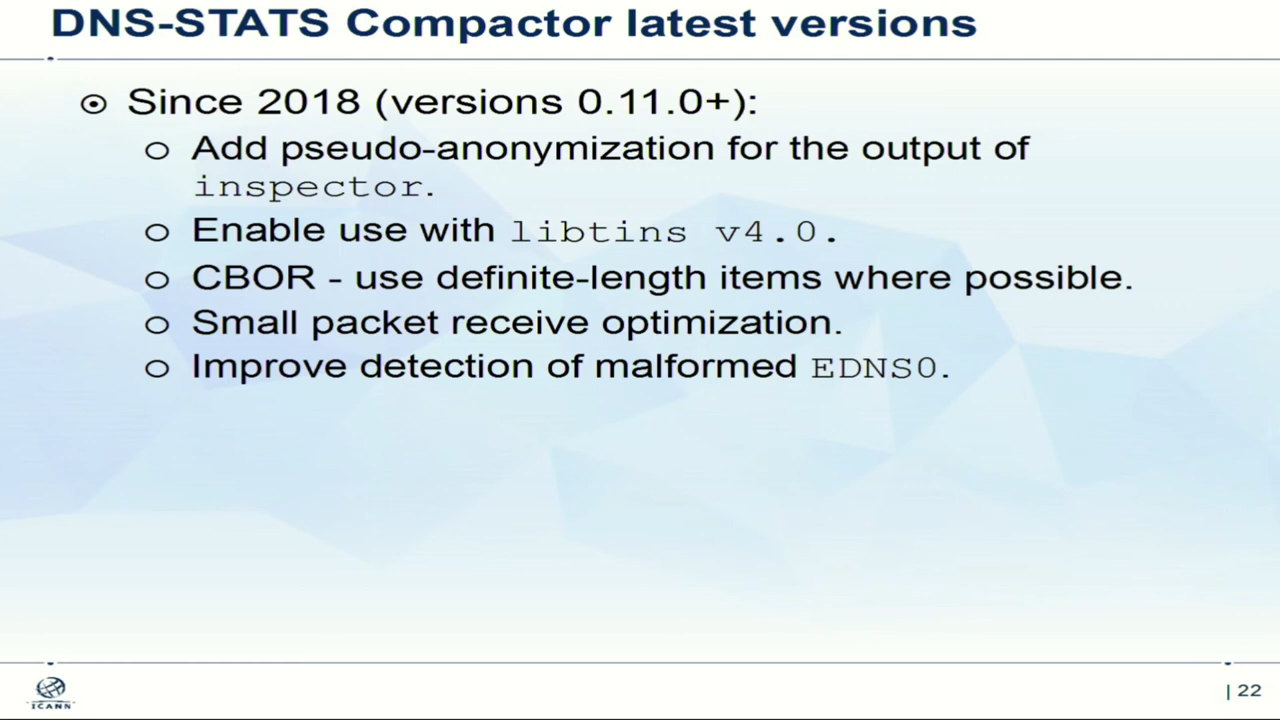 DNS-STATS Compactor latest versions
Since 2018 (versions 0.11.0+):
Add pseudo-anonymization for the output of
inspector.
Enable use with libtins v4.0.
CBOR - use definite-length items where possible.
Small packet receive optimization.
Improve detection of malformed EDNS0.
ICANN
| 22